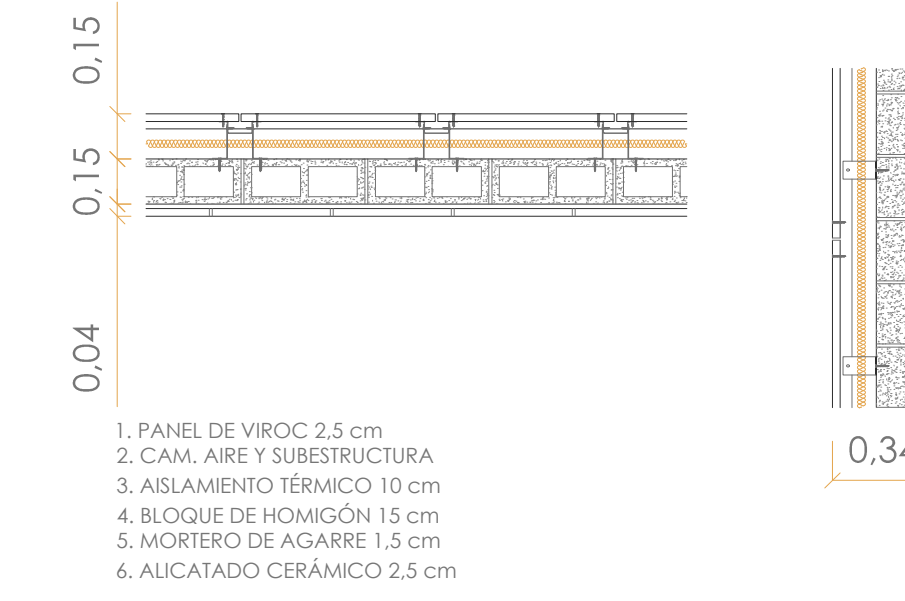 0,15
0,15
0,04
1. PANEL DE VIROC 2,5 cm
2. CAM. AIRE Y SUBESTRUCTURA
3. AISLAMIENTO TÉRMICO 10 cm
4. BLOQUE DE HOMIGÓN 15 cm
5. MORTERO DE AGARRE 1,5 cm
6. ALICATADO CERÁMICO 2,5 cm
0,34